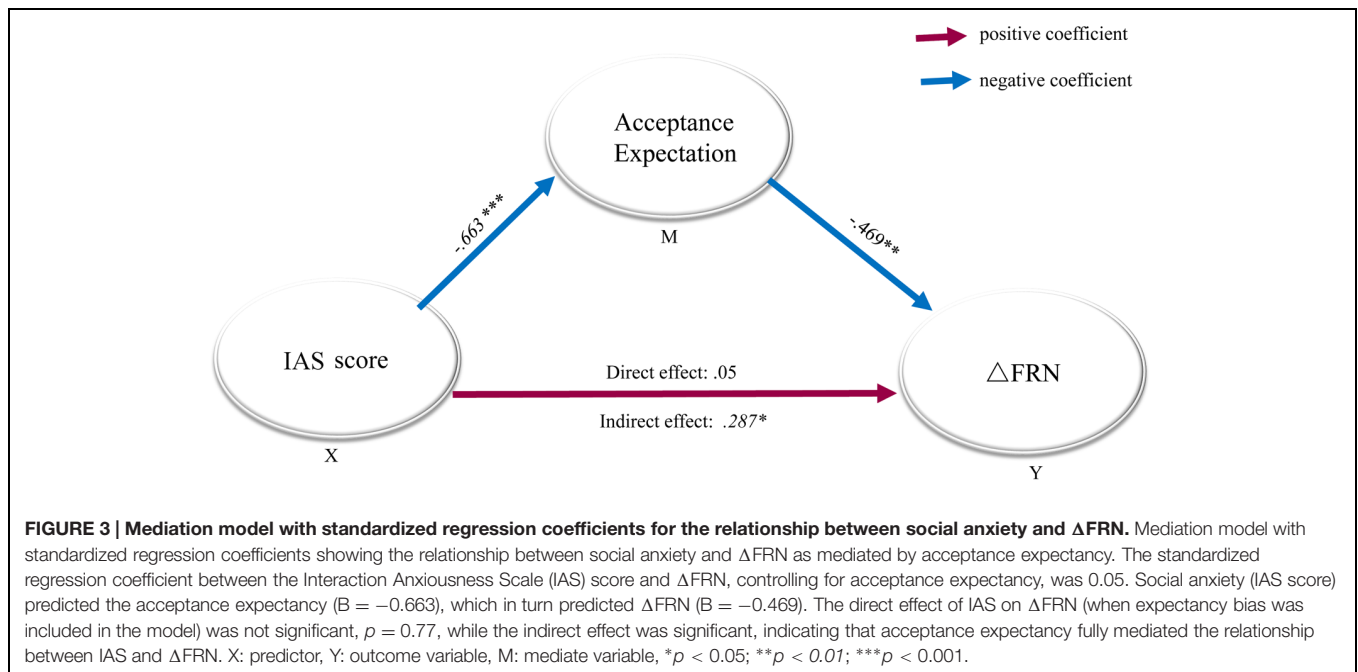 positive coefficient
negative coefficient
Acceptance
Expectation
M
-.663 ***
-.469**
IAS score
X
Direct effect: .05
Indirect effect: .287*
△FRN
Y
FIGURE 3 | Mediation model with standardized regression coefficients for the relationship between social anxiety and ΔFRN. Mediation model with
standardized regression coefficients showing the relationship between social anxiety and ΔFRN as mediated by acceptance expectancy. The standardized
regression coefficient between the Interaction Anxiousness Scale (IAS) score and ΔFRN, controlling for acceptance expectancy, was 0.05. Social anxiety (IAS score)
predicted the acceptance expectancy (B = −0.663), which in turn predicted ΔFRN (B = −0.469). The direct effect of IAS on ΔFRN (when expectancy bias was
included in the model) was not significant, p = 0.77, while the indirect effect was significant, indicating that acceptance expectancy fully mediated the relationship
between IAS and ΔFRN. X: predictor, Y: outcome variable, M: mediate variable, *p < 0.05; **p < 0.01; ***p < 0.001.